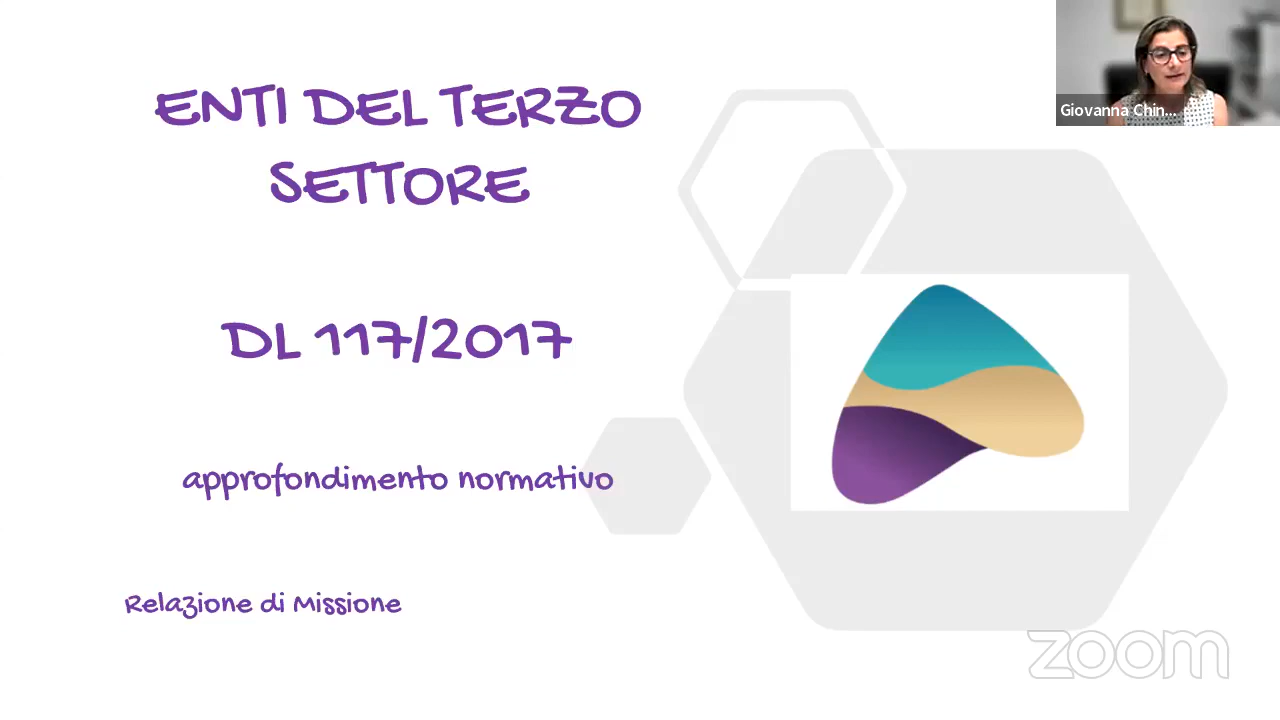 ENTI DEL TERZO
SETTORE
DL 117/2017
approfondimento normativo
Relazione di Missione
Giovanna Chin...
zoom